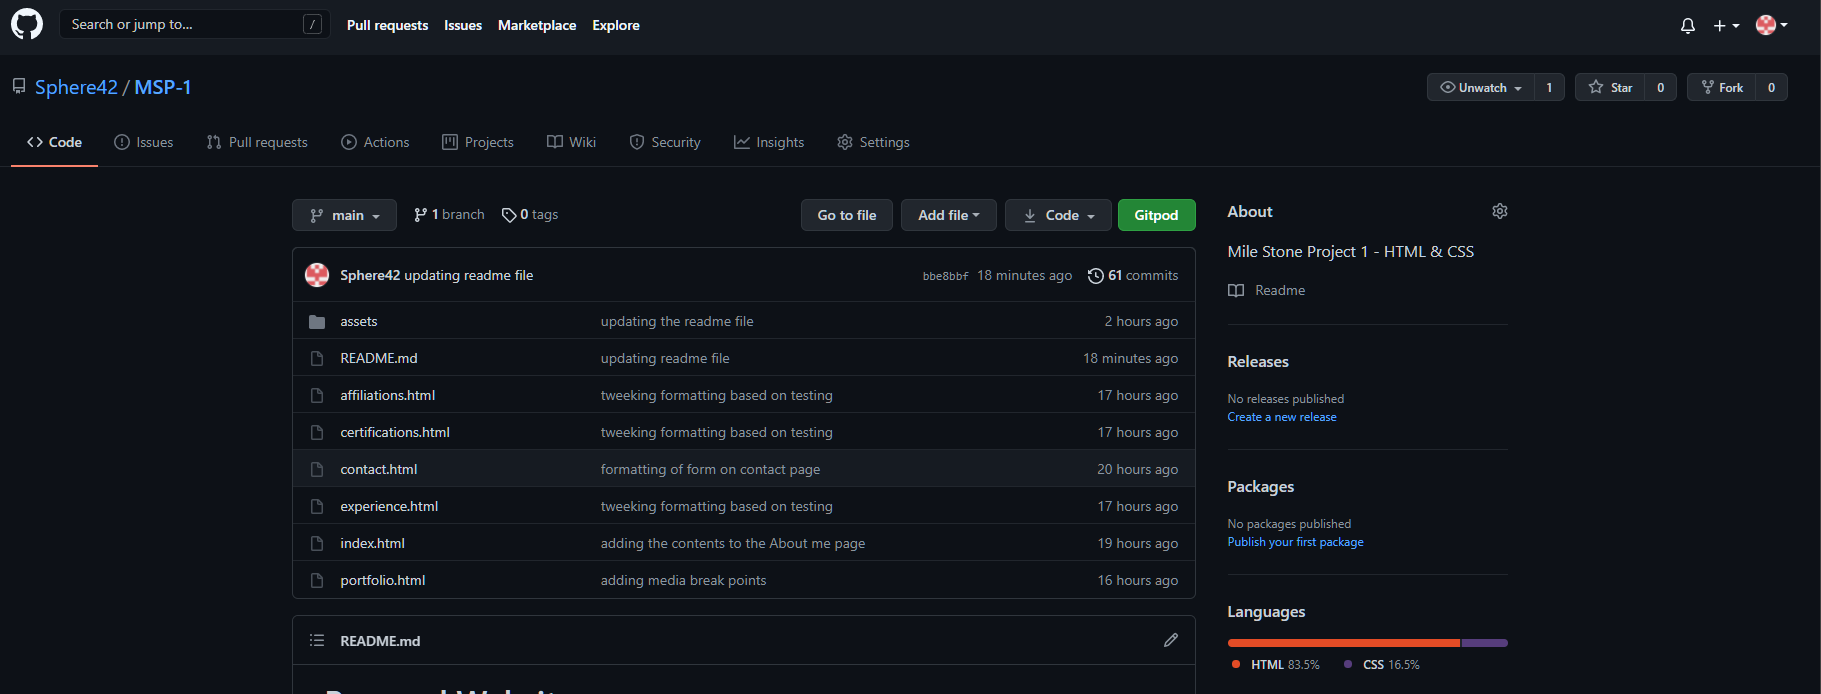 Search or jump to... / Pull requests Issues Marketplace Explore
Sphere42 / MSP-1 Unwatch 1 Star 0 Fork 0
Code Issues Pull requests Actions Projects Wiki Security Insights Settings
main 1 branch 0 tags Go to file Add file Code Gitpod
Sphere42 updating readme file bbe8bbf 18 minutes ago 61 commits
assets updating the readme file 2 hours ago
README.md updating readme file 18 minutes ago
affiliations.html tweeking formatting based on testing 17 hours ago
certifications.html tweeking formatting based on testing 17 hours ago
contact.html formatting of form on contact page 20 hours ago
experience.html tweeking formatting based on testing 17 hours ago
index.html adding the contents to the About me page 19 hours ago
portfolio.html adding media break points 16 hours ago
README.md
About
Mile Stone Project 1 - HTML & CSS
Readme
Releases
No releases published
Create a new release
Packages
No packages published
Publish your first package
Languages
HTML 83.5% CSS 16.5%